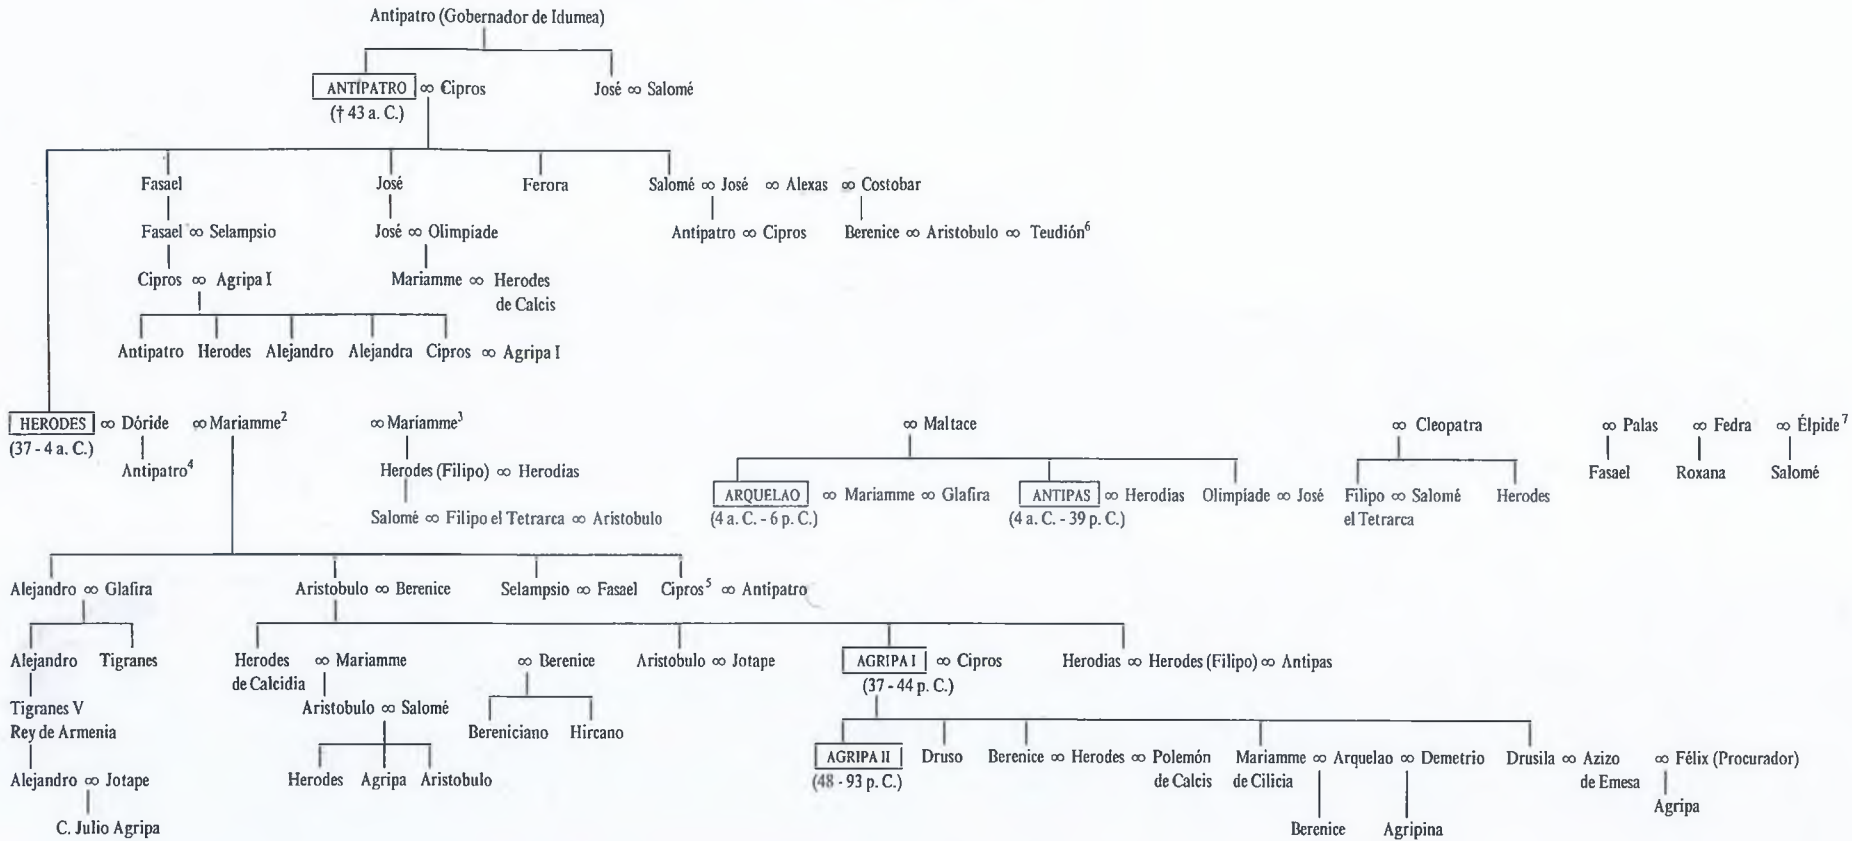 Antipatro (Gobernador de Idumea)
ANTÍPATRO ∞ Cipros José ∞ Salomé
(† 43 a. C.)
Fasael José Ferora Salomé ∞ José ∞ Alexas ∞ Costobar
Fasael ∞ Selampsio José ∞ Olimpíade Antípatro ∞ Cipros Berenice ∞ Aristobulo ∞ Teudión⁶
Cipros ∞ Agripa I Mariamme ∞ Herodes
de Calcis
Antipatro Herodes Alejandro Alejandra Cipros ∞ Agripa I
HERODES ∞ Dóride ∞ Mariamme² ∞ Maríamme³ ∞ Maltace ∞ Cleopatra ∞ Palas ∞ Fedra ∞ Élpide⁷
(37 - 4 a. C.)
Antipatro⁴ Herodes (Filipo) ∞ Herodías Fasael Roxana Salomé
ARQUELAO ∞ Mariamme ∞ Glafira ANTIPAS ∞ Herodías Olimpíade ∞ José Filipo ∞ Salomé Herodes
(4 a. C. - 6 p. C.) (4 a. C. - 39 p. C.) el Tetrarca
Salomé ∞ Filipo el Tetrarca ∞ Aristobulo
Alejandro ∞ Glafira Aristobulo ∞ Berenice Selampsio ∞ Fasael Cipros⁵ ∞ Antípatro
Alejandro Tigranes Herodes ∞ Mariamme ∞ Berenice Aristobulo ∞ Jotape AGRIPA I ∞ Cipros Herodias ∞ Herodes (Filipo) ∞ Antipas
de Calcidia (37 - 44 p. C.)
Tigranes V Aristobulo ∞ Salomé
Rey de Armenia Bereniciano Hircano
AGRIPA II Druso Berenice ∞ Herodes ∞ Polemón Mariamme ∞ Arquelao ∞ Demetrio Drusila ∞ Azizo ∞ Félix (Procurador)
(48 - 93 p. C.) de Calcis de Cilicia de Emesa
Alejandro ∞ Jotape Herodes Agripa Aristobulo
Agripa
C. Julio Agripa Berenice Agripina